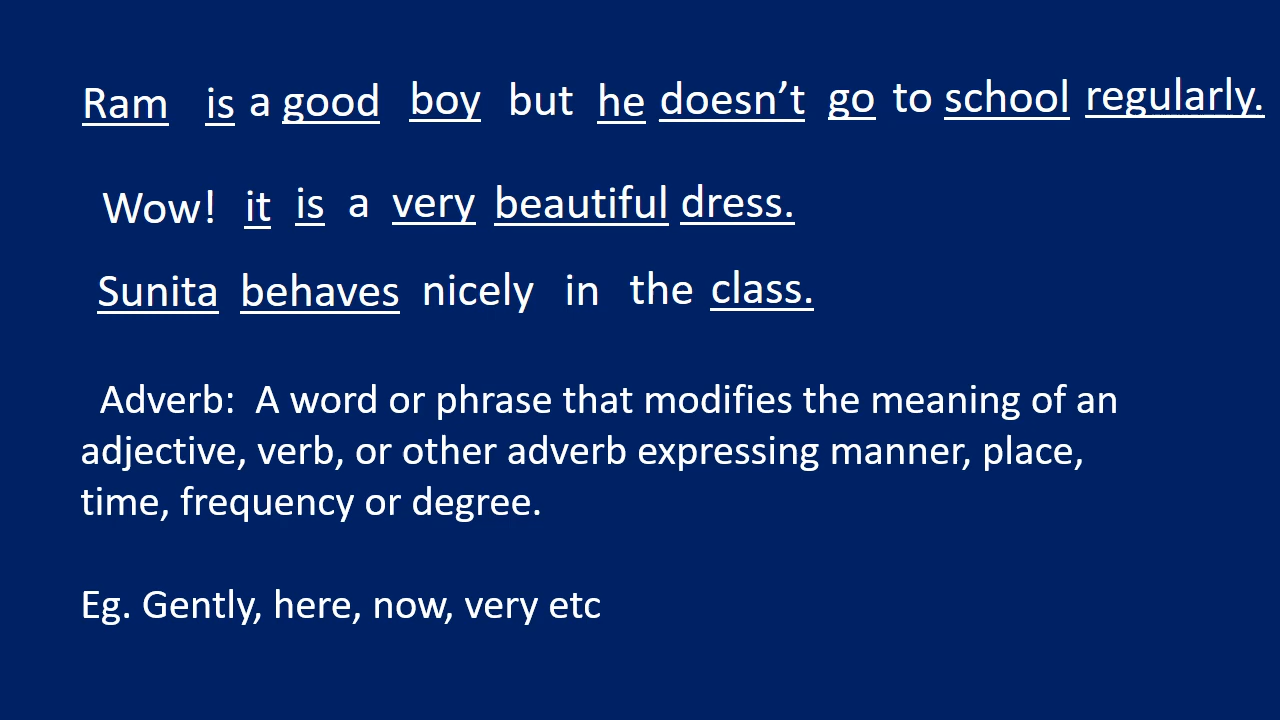 Ram is a good boy but he doesn’t go to school regularly.
Wow! it is a very beautiful dress.
Sunita behaves nicely in the class.
Adverb: A word or phrase that modifies the meaning of an
adjective, verb, or other adverb expressing manner, place,
time, frequency or degree.
Eg. Gently, here, now, very etc